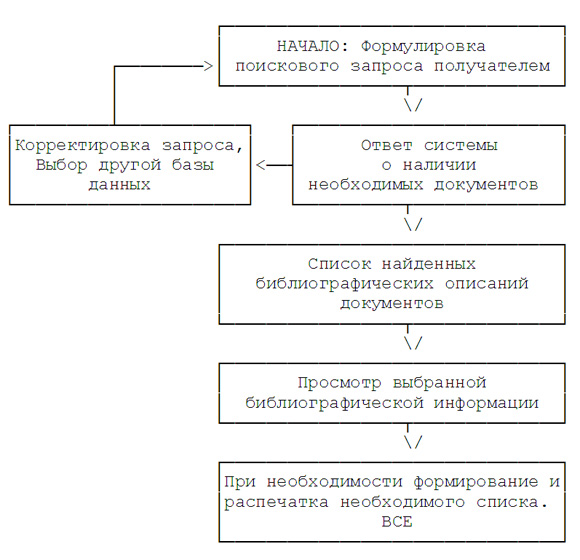 НАЧАЛО: Формулировка
поискового запроса получателем
Корректировка запроса,
Выбор другой базы
данных
Ответ системы
о наличии
необходимых документов
Список найденных
библиографических описаний
документов
Просмотр выбранной
библиографической информации
При необходимости формирование и
распечатка необходимого списка.
ВСЕ